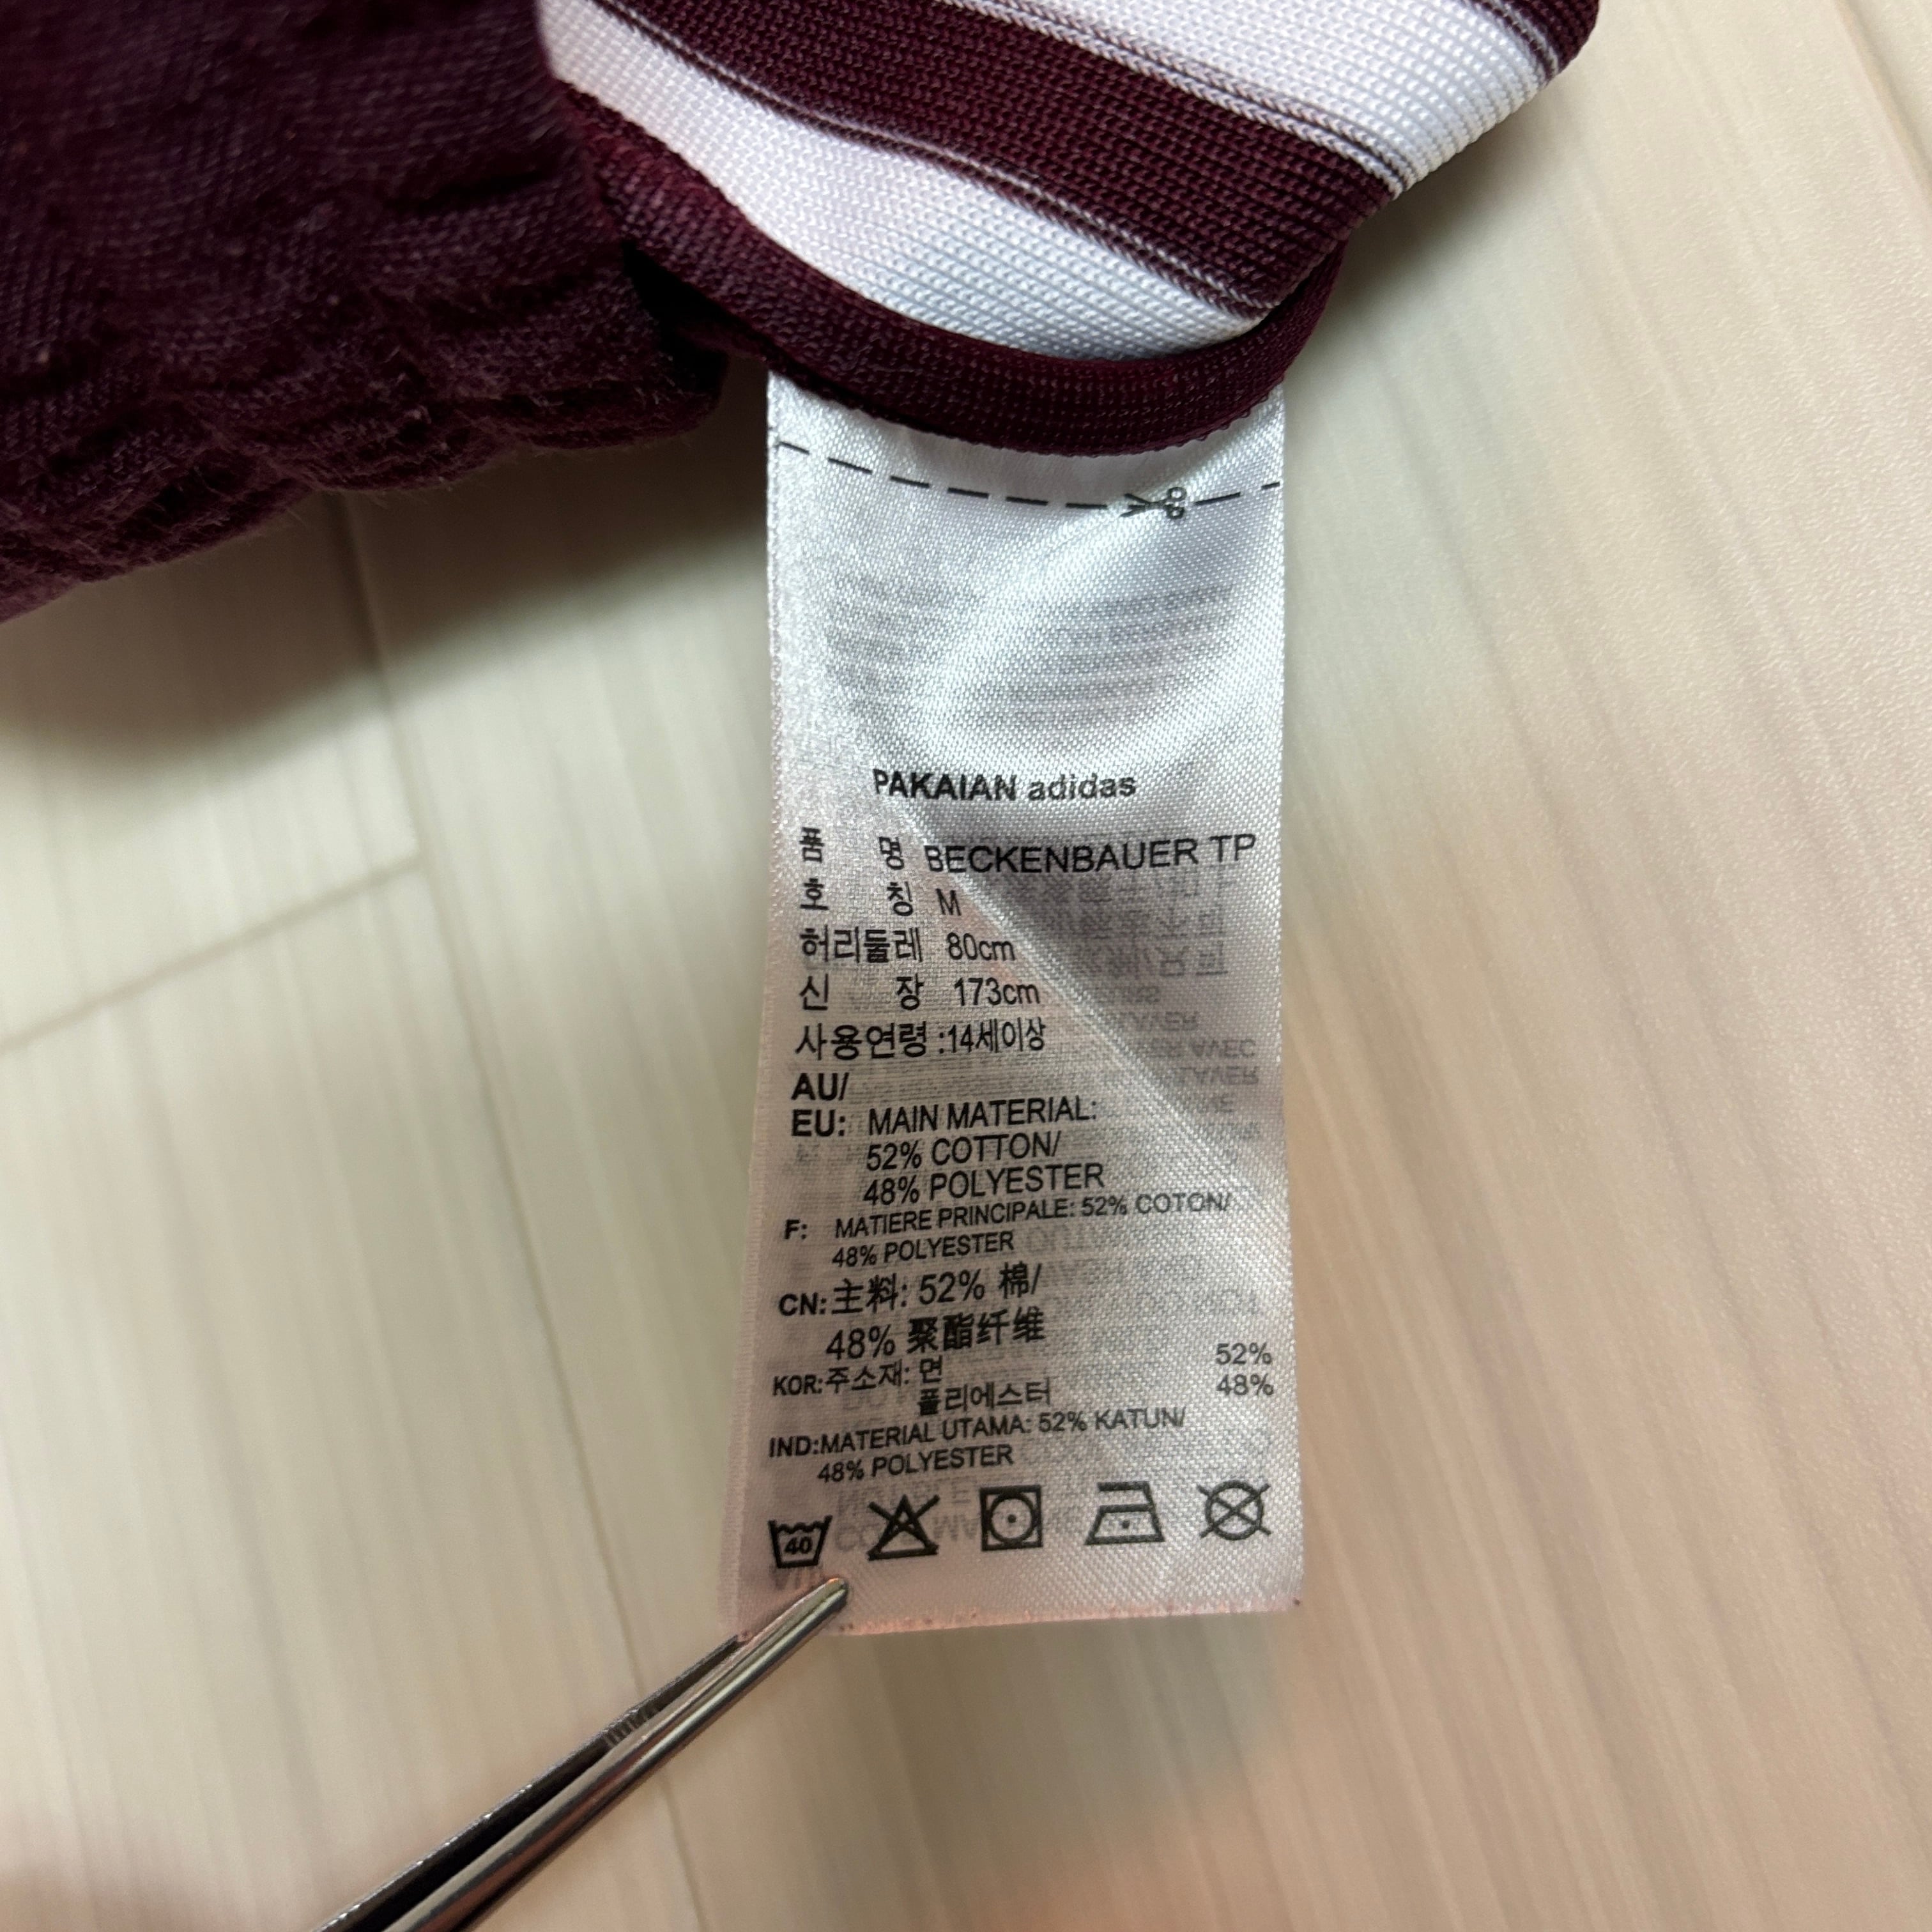 PAKAIAN adidas
품 명 BECKENBAUER TP
호 칭 M
허리둘레 80cm
신 장 173cm
사용연령 :14세이상
AU/
EU: MAIN MATERIAL:
52% COTTON/
48% POLYESTER
F: MATIERE PRINCIPALE: 52% COTON/
48% POLYESTER
CN:主料: 52% 棉/
48% 聚酯纤维
KOR:주소재: 면 52%
폴리에스터 48%
IND:MATERIAL UTAMA: 52% KATUN/
48% POLYESTER
40